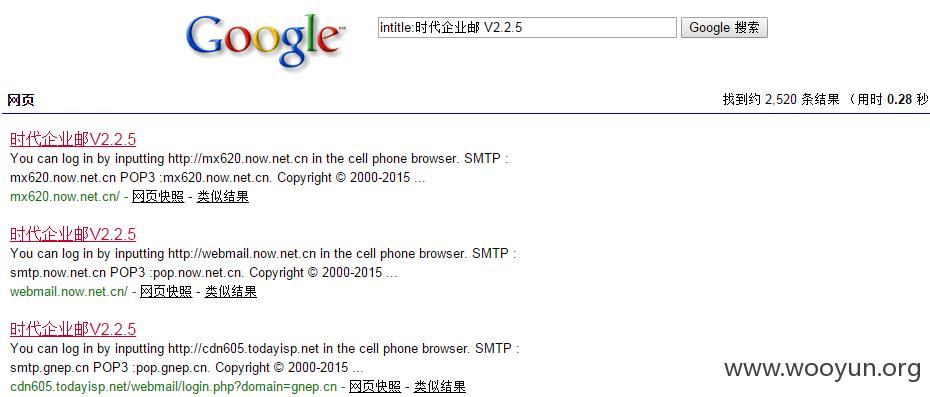 Google™ intitle:时代企业邮 V2.2.5 Google 搜索
网页 找到约 2,520 条结果 （用时 0.28 秒
时代企业邮V2.2.5
You can log in by inputting http://mx620.now.net.cn in the cell phone browser. SMTP :
mx620.now.net.cn POP3 :mx620.now.net.cn. Copyright © 2000-2015 ...
mx620.now.net.cn/ - 网页快照 - 类似结果
时代企业邮V2.2.5
You can log in by inputting http://webmail.now.net.cn in the cell phone browser. SMTP :
smtp.now.net.cn POP3 :pop.now.net.cn. Copyright © 2000-2015 ...
webmail.now.net.cn/ - 网页快照 - 类似结果
时代企业邮V2.2.5
You can log in by inputting http://cdn605.todayisp.net in the cell phone browser. SMTP :
smtp.gnep.cn POP3 :pop.gnep.cn. Copyright © 2000-2015 ...
cdn605.todayisp.net/webmail/login.php?domain=gnep.cn - 网页快照 - 类似结果
www.wooyun.org